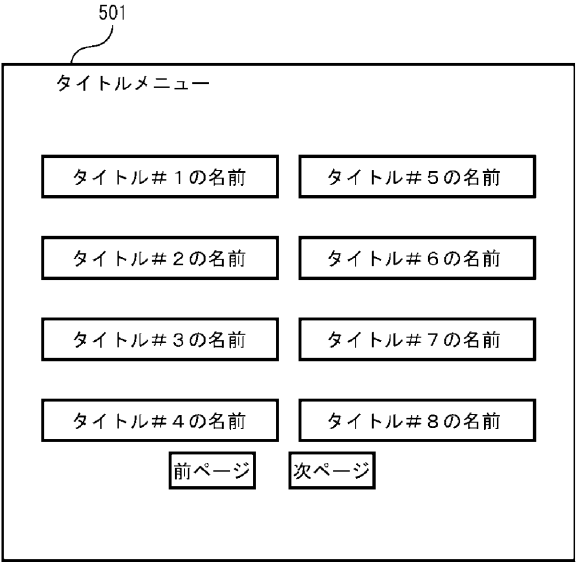 501
タイトルメニュー
タイトル＃１の名前
タイトル＃５の名前
タイトル＃２の名前
タイトル＃６の名前
タイトル＃３の名前
タイトル＃７の名前
タイトル＃４の名前
タイトル＃８の名前
前ページ
次ページ